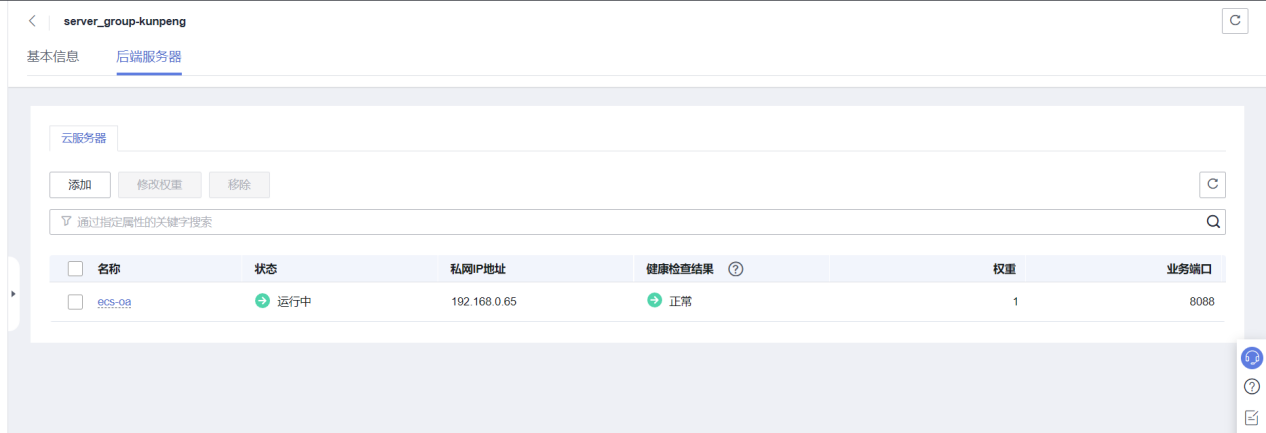 server_group-kunpeng
基本信息 后端服务器
云服务器
添加 修改权重 移除
通过指定属性的关键字搜索
名称 状态 私网IP地址 健康检查结果 权重 业务端口
ecs-oa 运行中 192.168.0.65 正常 1 8088